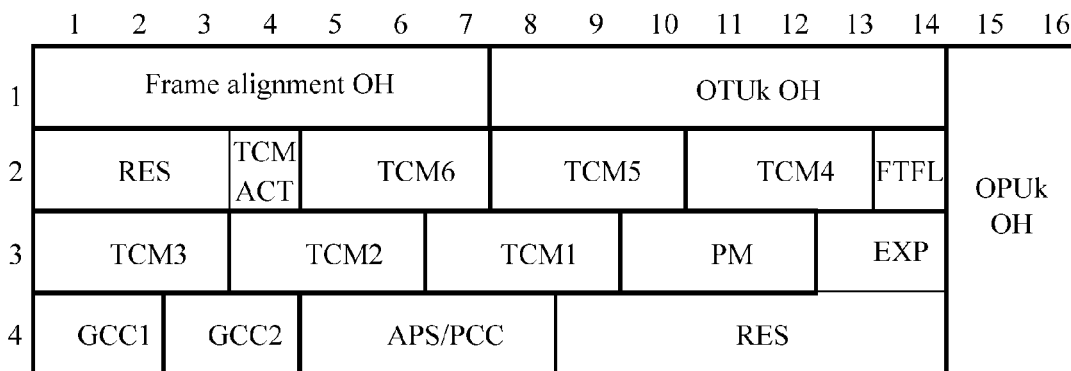 1 2 3 4 5 6 7 8 9 10 11 12 13 14 15 16
1 Frame alignment OH OTUk OH
2 RES TCM ACT TCM6 TCM5 TCM4 FTFL
OPUk OH
3 TCM3 TCM2 TCM1 PM EXP
4 GCC1 GCC2 APS/PCC RES